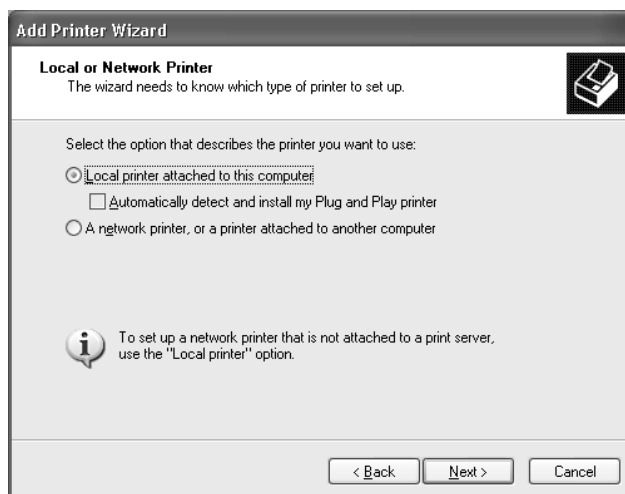 Add Printer Wizard
Local or Network Printer
The wizard needs to know which type of printer to set up.
Select the option that describes the printer you want to use:
Local printer attached to this computer
Automatically detect and install my Plug and Play printer
A network printer, or a printer attached to another computer
To set up a network printer that is not attached to a print server,
use the "Local printer" option.
< Back
Next >
Cancel